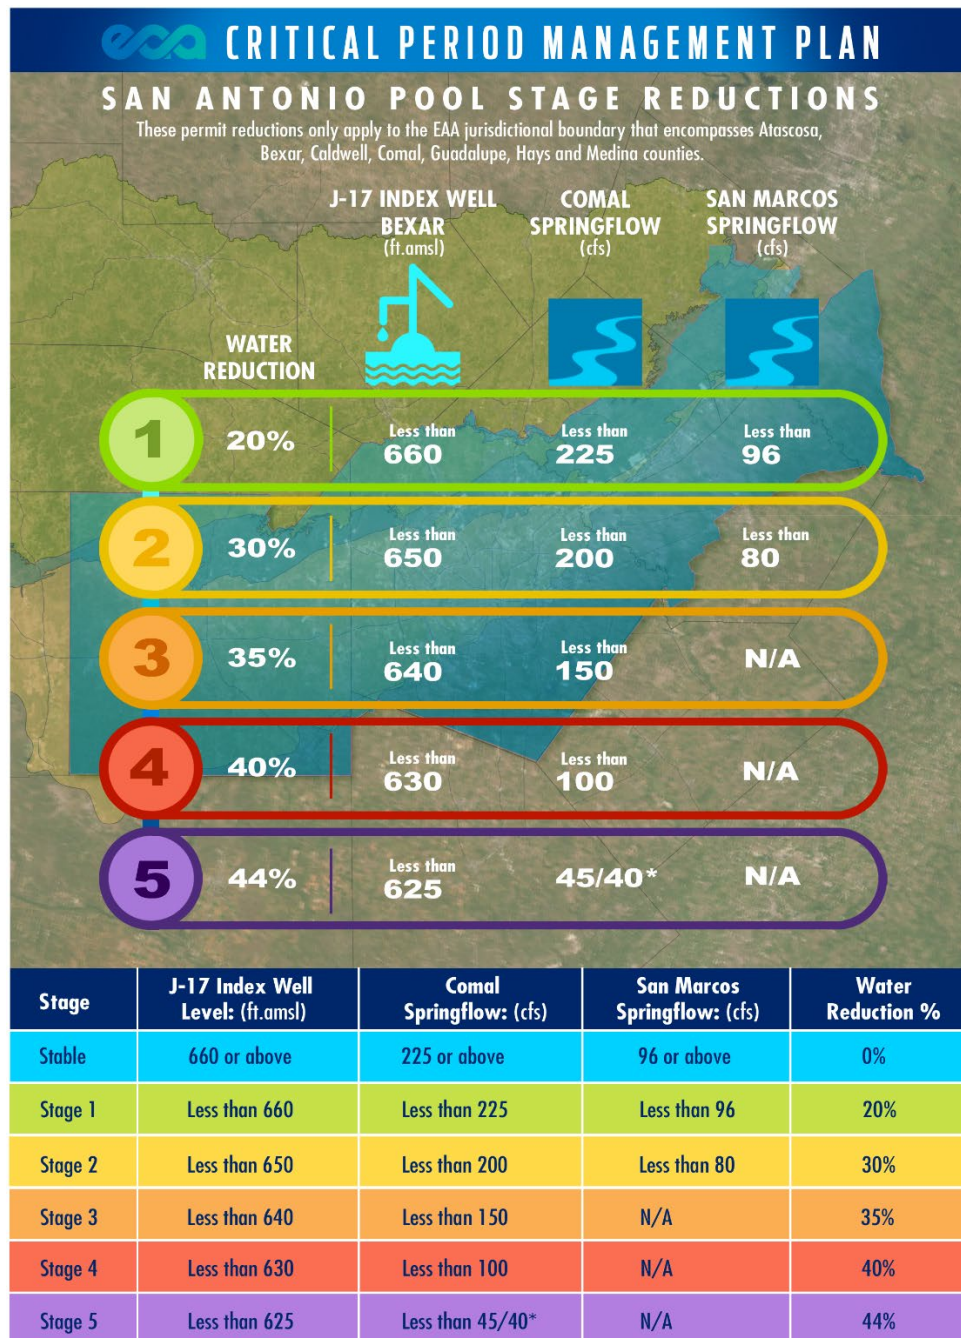 eaa CRITICAL PERIOD MANAGEMENT PLAN
SAN ANTONIO POOL STAGE REDUCTIONS
These permit reductions only apply to the EAA jurisdictional boundary that encompasses Atascosa,
Bexar, Caldwell, Comal, Guadalupe, Hays and Medina counties.
J-17 INDEX WELL
BEXAR
(ft.amsl)
COMAL
SPRINGFLOW
(cfs)
SAN MARCOS
SPRINGFLOW
(cfs)
WATER
REDUCTION
1 20% Less than 660 Less than 225 Less than 96
2 30% Less than 650 Less than 200 Less than 80
3 35% Less than 640 Less than 150 N/A
4 40% Less than 630 Less than 100 N/A
5 44% Less than 625 45/40* N/A
Stage J-17 Index Well Level: (ft.amsl) Comal Springflow: (cfs) San Marcos Springflow: (cfs) Water Reduction %
Stable 660 or above 225 or above 96 or above 0%
Stage 1 Less than 660 Less than 225 Less than 96 20%
Stage 2 Less than 650 Less than 200 Less than 80 30%
Stage 3 Less than 640 Less than 150 N/A 35%
Stage 4 Less than 630 Less than 100 N/A 40%
Stage 5 Less than 625 Less than 45/40* N/A 44%